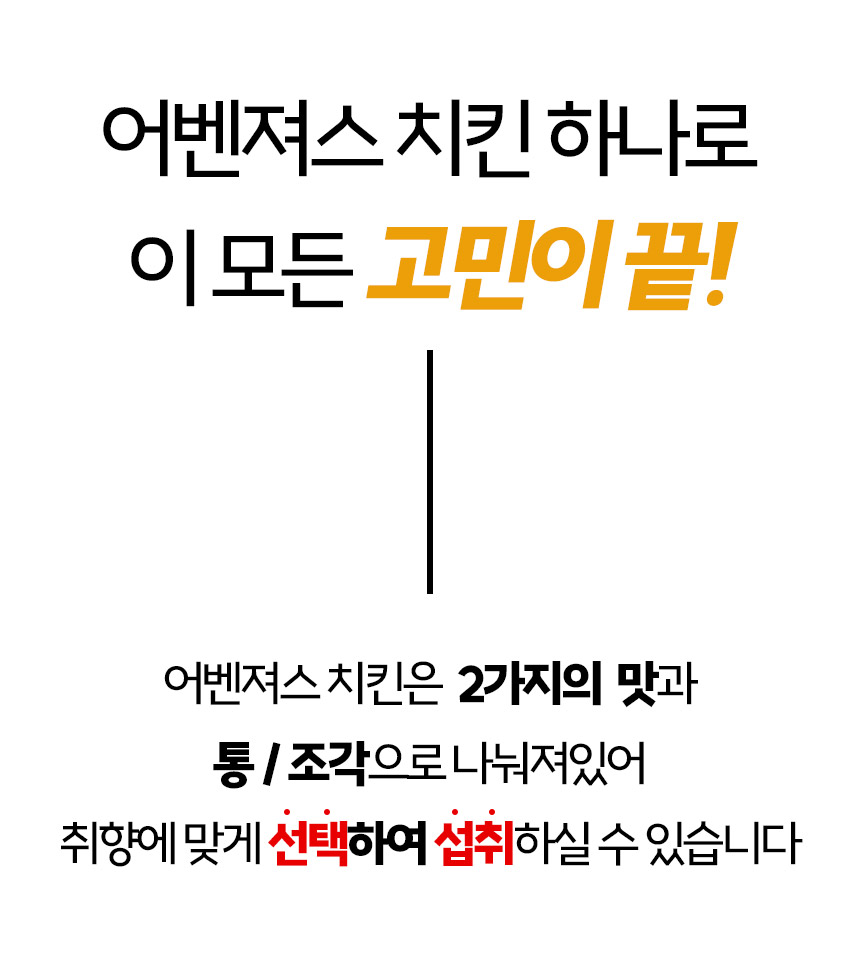 어벤져스 치킨 하나로
이 모든 고민이 끝!
어벤져스 치킨은 2가지의 맛과
통 / 조각으로 나눠져있어
취향에 맞게 선택하여 섭취하실 수 있습니다